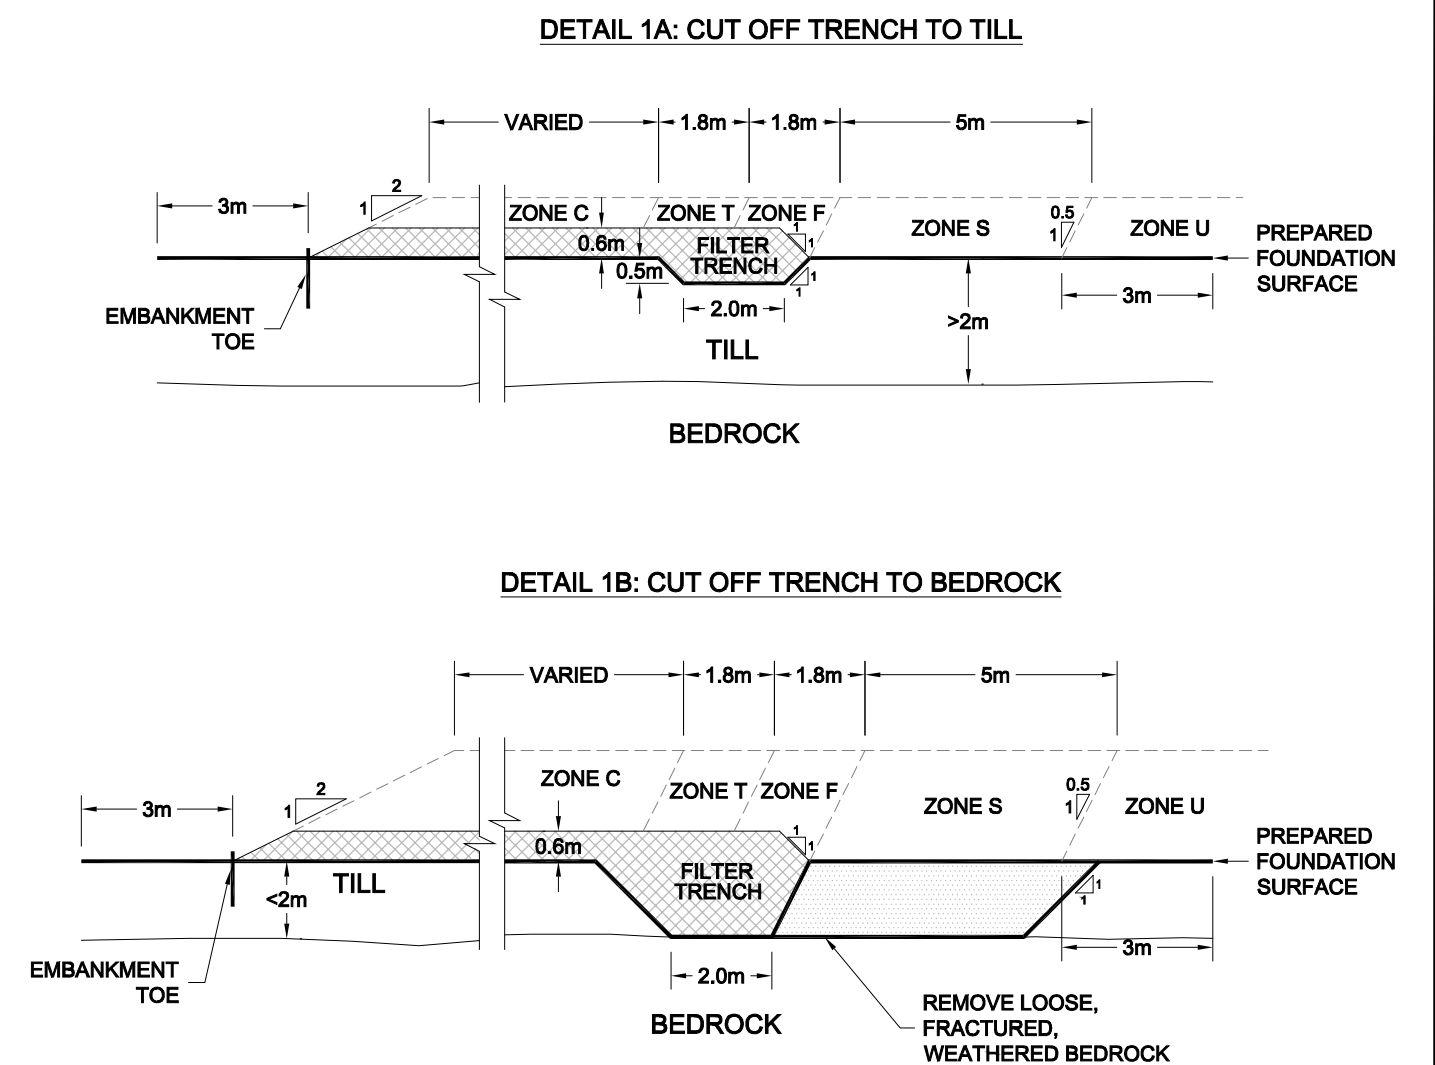 DETAIL 1A: CUT OFF TRENCH TO TILL
VARIED
1.8m
1.8m
5m
3m
2
1
ZONE C
ZONE T
ZONE F
ZONE S
0.5
1
ZONE U
1
1
0.6m
FILTER
TRENCH
0.5m
1
1
PREPARED
FOUNDATION
SURFACE
2.0m
3m
>2m
EMBANKMENT
TOE
TILL
BEDROCK
DETAIL 1B: CUT OFF TRENCH TO BEDROCK
VARIED
1.8m
1.8m
5m
3m
2
1
ZONE C
ZONE T
ZONE F
ZONE S
0.5
1
ZONE U
1
1
0.6m
FILTER
TRENCH
TILL
<2m
1
1
PREPARED
FOUNDATION
SURFACE
3m
2.0m
EMBANKMENT
TOE
BEDROCK
REMOVE LOOSE,
FRACTURED,
WEATHERED BEDROCK